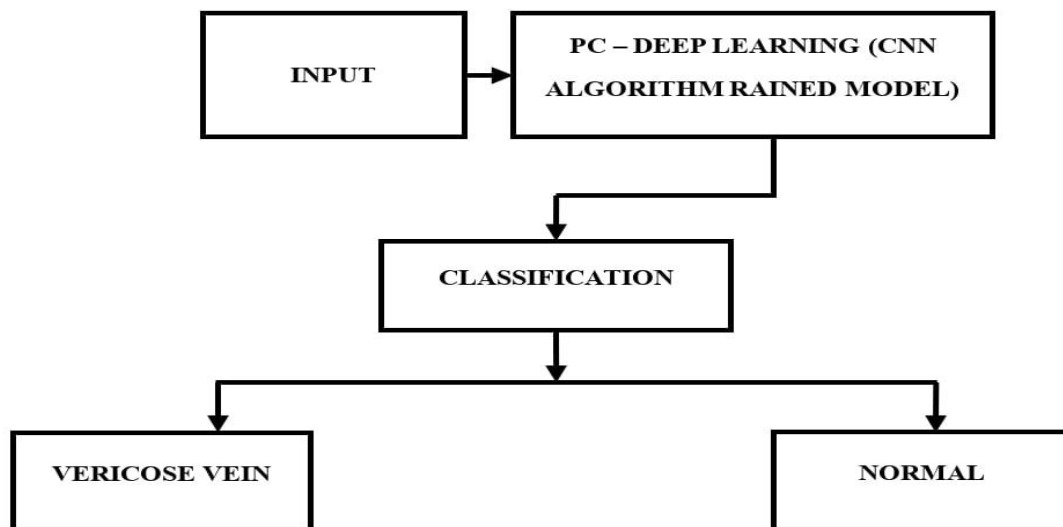 INPUT
PC – DEEP LEARNING (CNN
ALGORITHM RAINED MODEL)
CLASSIFICATION
VERICOSE VEIN
NORMAL